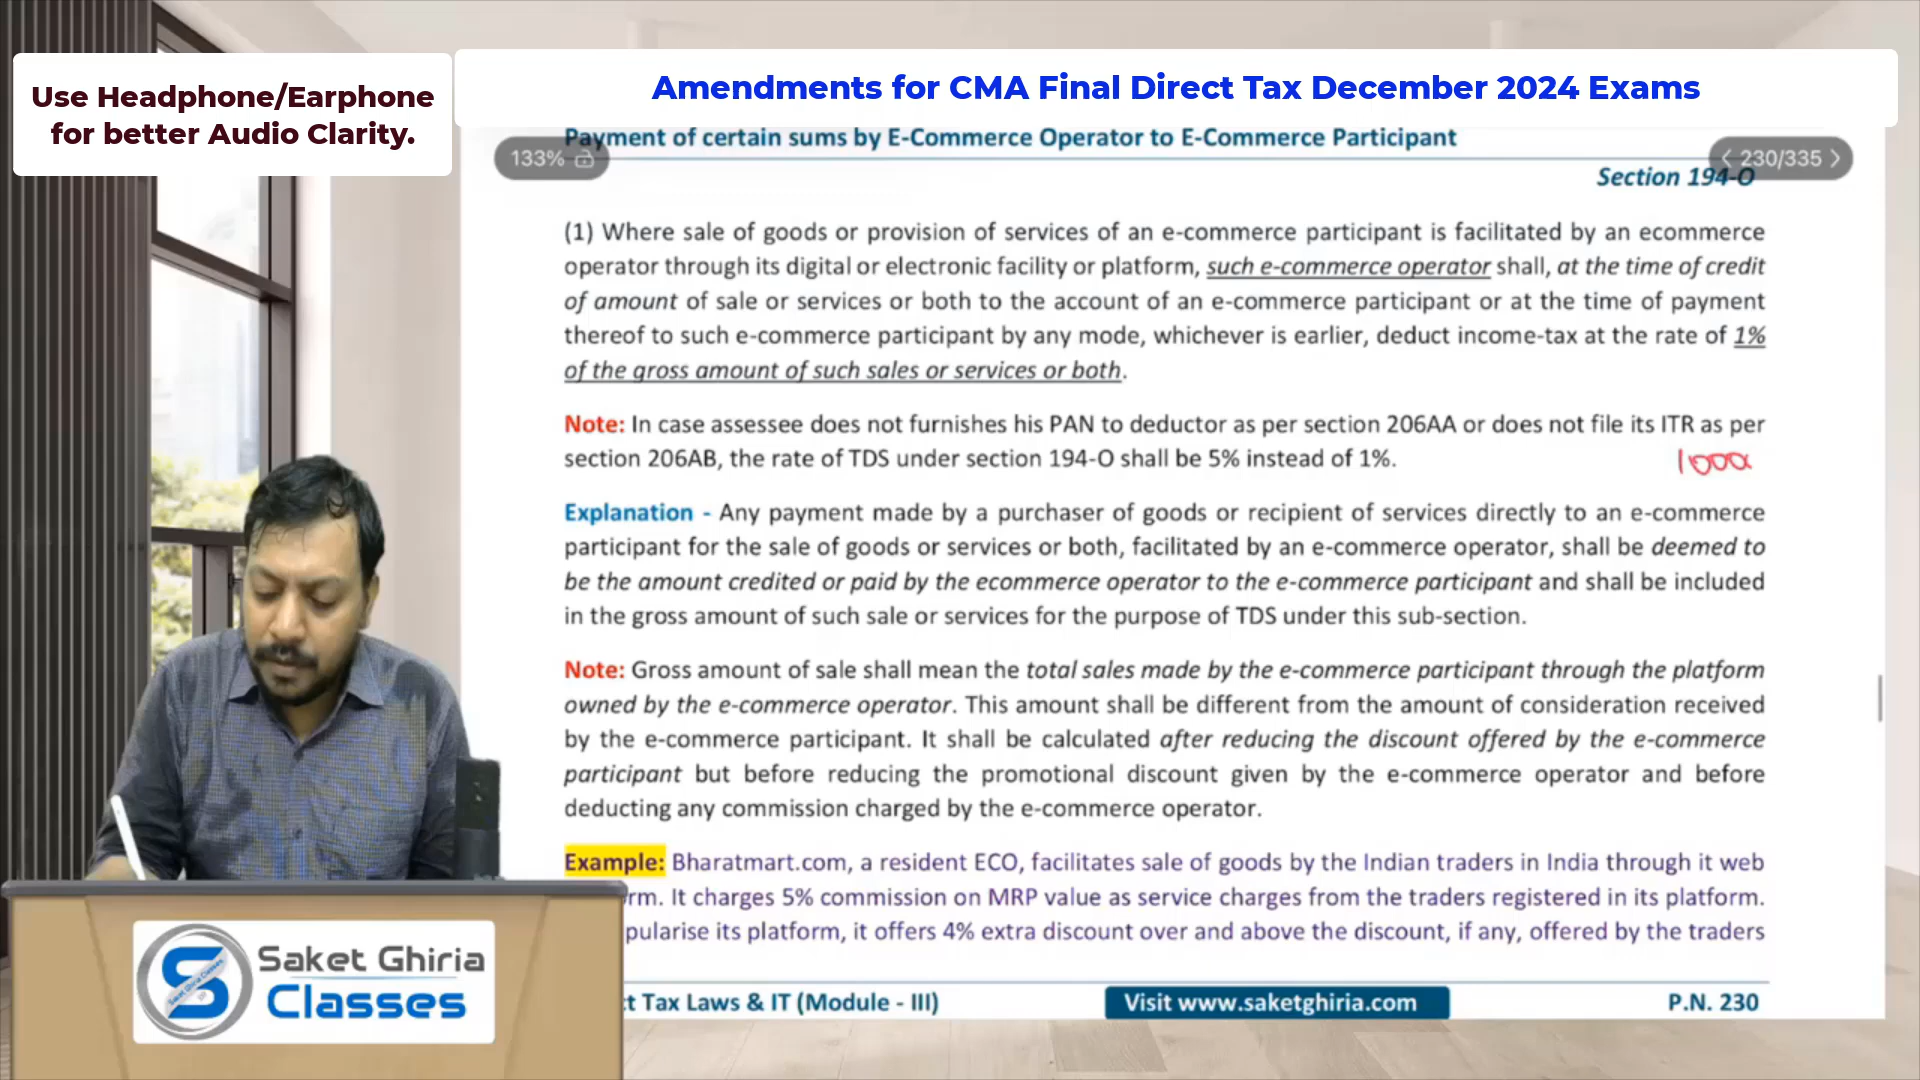 Use Headphone/Earphone
for better Audio Clarity.
Amendments for CMA Final Direct Tax December 2024 Exams
Payment of certain sums by E-Commerce Operator to E-Commerce Participant
133%
230/335
Section 194-O
(1) Where sale of goods or provision of services of an e-commerce participant is facilitated by an ecommerce
operator through its digital or electronic facility or platform, such e-commerce operator shall, at the time of credit
of amount of sale or services or both to the account of an e-commerce participant or at the time of payment
thereof to such e-commerce participant by any mode, whichever is earlier, deduct income-tax at the rate of 1%
of the gross amount of such sales or services or both.
Note: In case assessee does not furnishes his PAN to deductor as per section 206AA or does not file its ITR as per
section 206AB, the rate of TDS under section 194-O shall be 5% instead of 1%.
1000
Explanation - Any payment made by a purchaser of goods or recipient of services directly to an e-commerce
participant for the sale of goods or services or both, facilitated by an e-commerce operator, shall be deemed to
be the amount credited or paid by the ecommerce operator to the e-commerce participant and shall be included
in the gross amount of such sale or services for the purpose of TDS under this sub-section.
Note: Gross amount of sale shall mean the total sales made by the e-commerce participant through the platform
owned by the e-commerce operator. This amount shall be different from the amount of consideration received
by the e-commerce participant. It shall be calculated after reducing the discount offered by the e-commerce
participant but before reducing the promotional discount given by the e-commerce operator and before
deducting any commission charged by the e-commerce operator.
Example: Bharatmart.com, a resident ECO, facilitates sale of goods by the Indian traders in India through it web
rm. It charges 5% commission on MRP value as service charges from the traders registered in its platform.
pularise its platform, it offers 4% extra discount over and above the discount, if any, offered by the traders
t Tax Laws & IT (Module - III)
Visit www.saketghiria.com
P.N. 230
Saket Ghiria
Classes